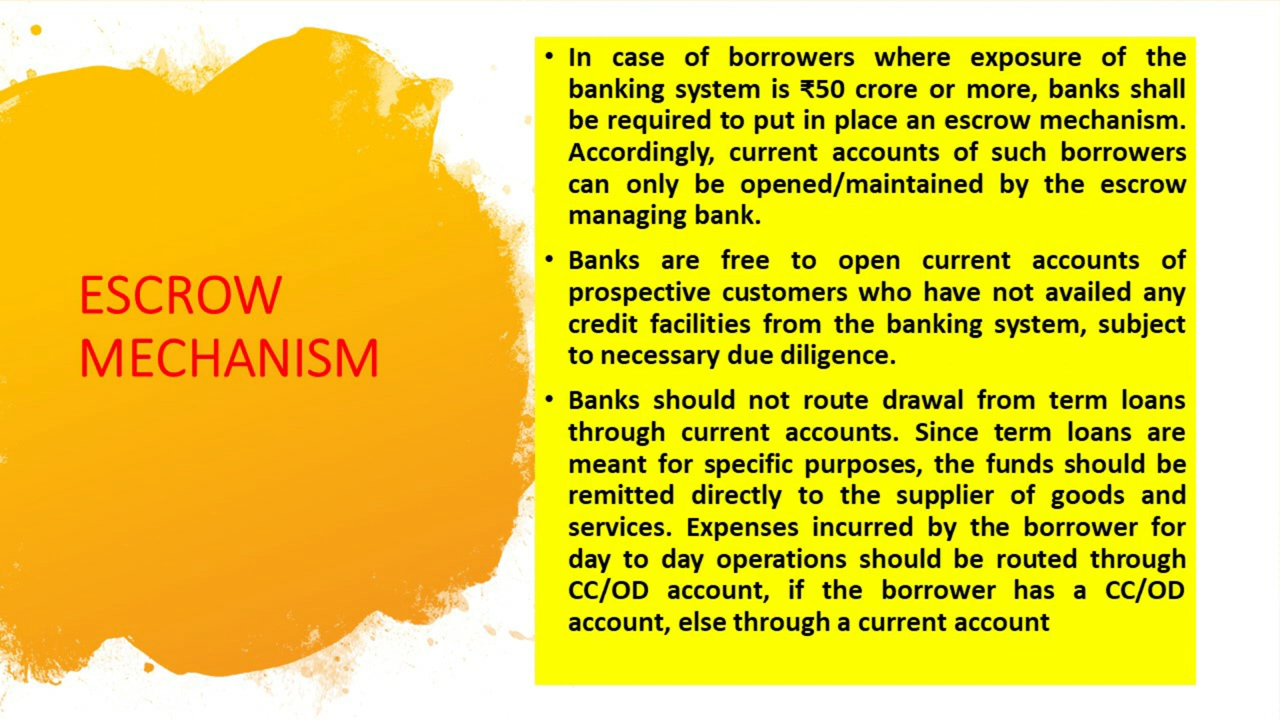 ESCROW
MECHANISM
• In case of borrowers where exposure of the
banking system is ₹50 crore or more, banks shall
be required to put in place an escrow mechanism.
Accordingly, current accounts of such borrowers
can only be opened/maintained by the escrow
managing bank.
• Banks are free to open current accounts of
prospective customers who have not availed any
credit facilities from the banking system, subject
to necessary due diligence.
• Banks should not route drawal from term loans
through current accounts. Since term loans are
meant for specific purposes, the funds should be
remitted directly to the supplier of goods and
services. Expenses incurred by the borrower for
day to day operations should be routed through
CC/OD account, if the borrower has a CC/OD
account, else through a current account